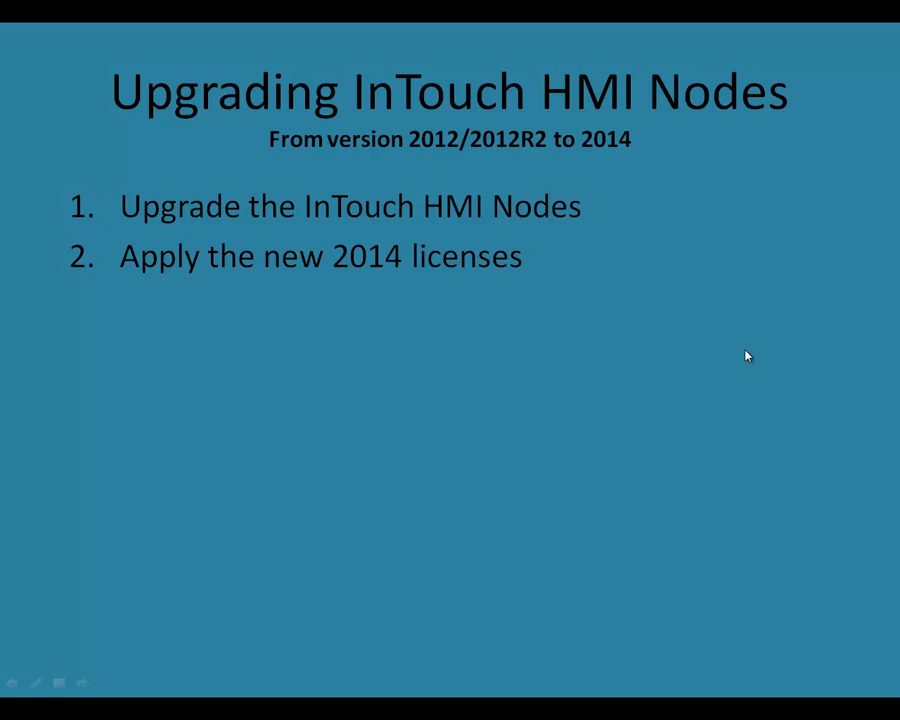 Upgrading InTouch HMI Nodes
From version 2012/2012R2 to 2014
1. Upgrade the InTouch HMI Nodes
2. Apply the new 2014 licenses